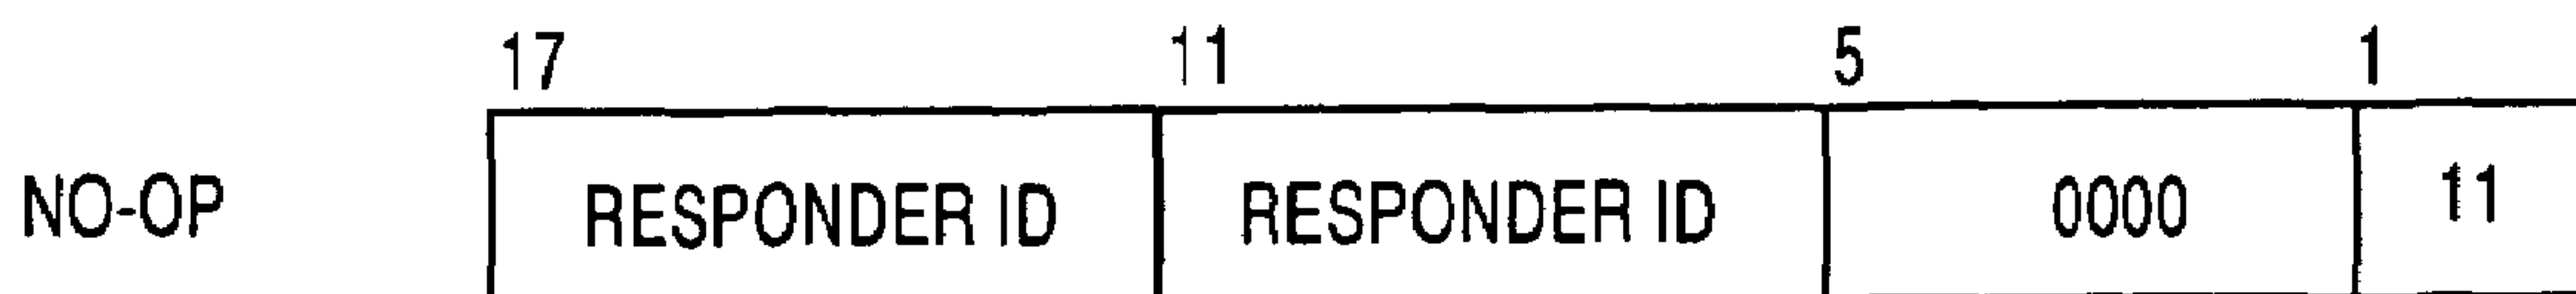 17 11 5 1
NO-OP RESPONDER ID RESPONDER ID 0000 11